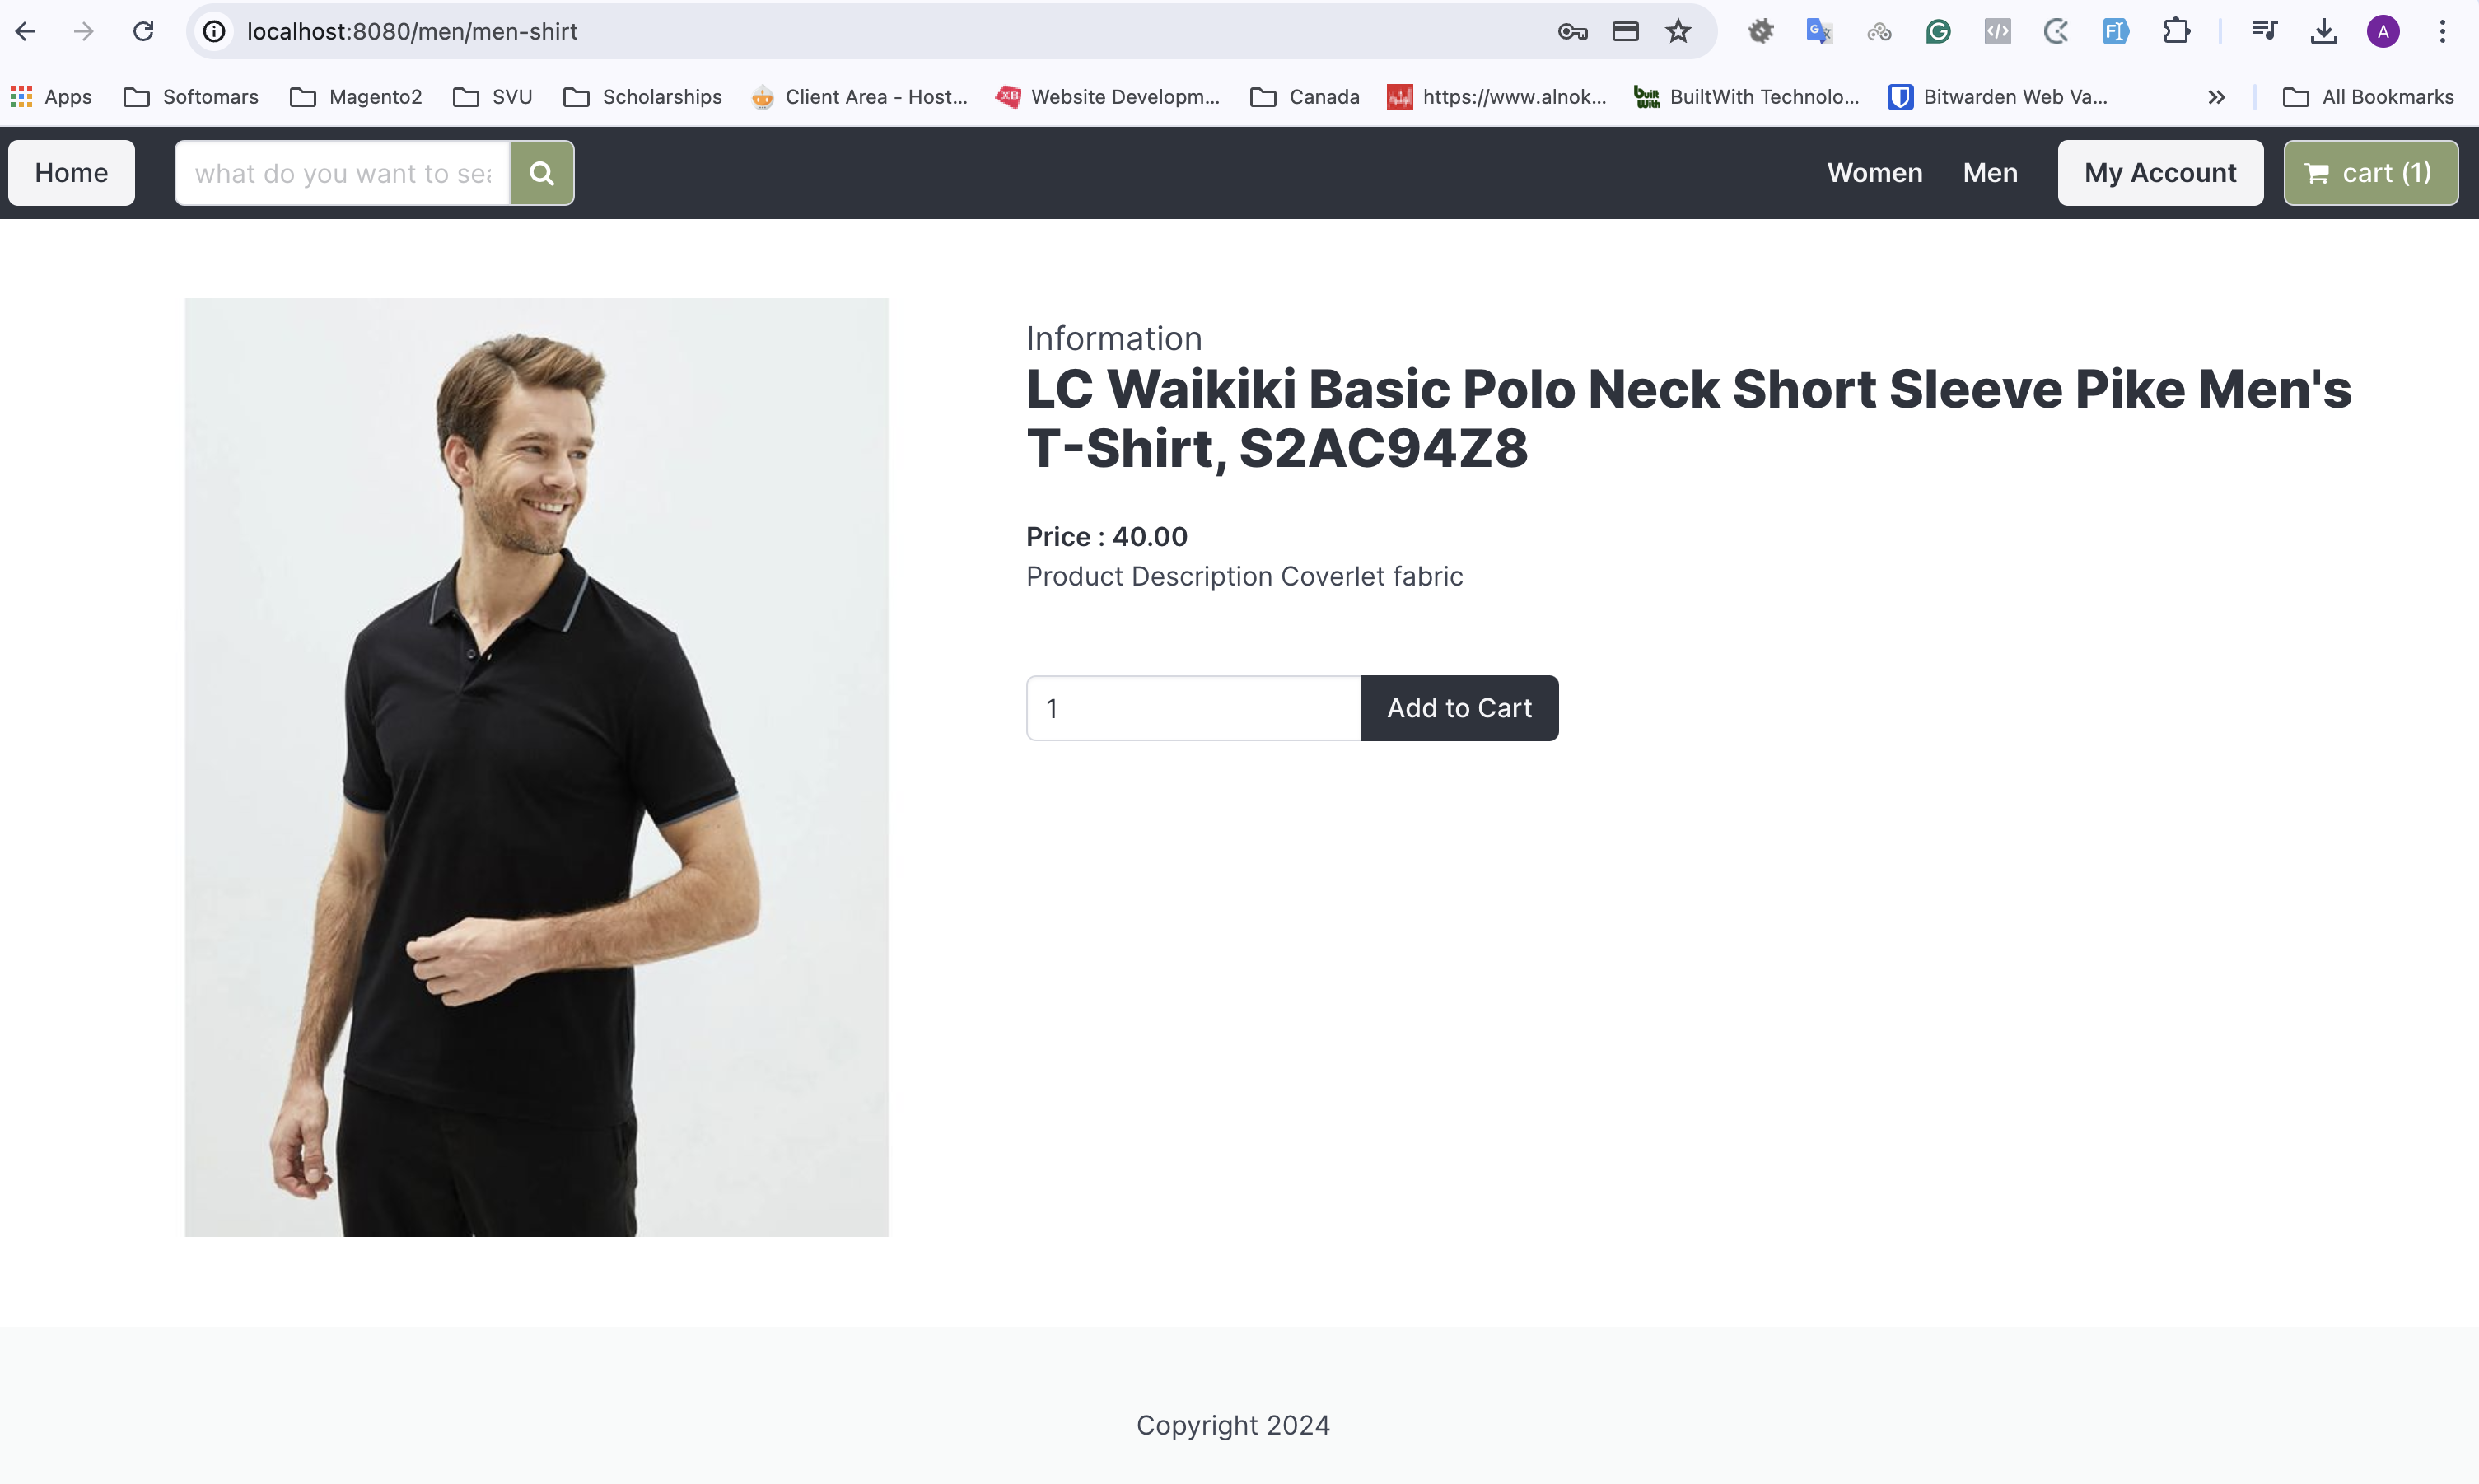 localhost:8080/men/men-shirt
A
Apps
Softomars
Magento2
SVU
Scholarships
Client Area - Host...
XB
Website Developm...
Canada
https://www.alnok...
built With
BuiltWith Technolo...
Bitwarden Web Va...
All Bookmarks
Home
what do you want to sea
Women
Men
My Account
cart (1)
Information
LC Waikiki Basic Polo Neck Short Sleeve Pike Men's
T-Shirt, S2AC94Z8
Price : 40.00
Product Description Coverlet fabric
1
Add to Cart
Copyright 2024